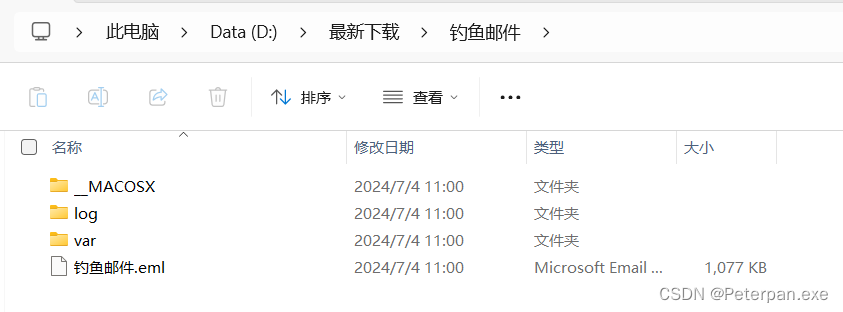 此电脑 > Data (D:) > 最新下载 > 钓鱼邮件 >
排序 查看 ...
名称 修改日期 类型 大小
__MACOSX 2024/7/4 11:00 文件夹
log 2024/7/4 11:00 文件夹
var 2024/7/4 11:00 文件夹
钓鱼邮件.eml 2024/7/4 11:00 Microsoft Email ... 1,077 KB
CSDN @Peterpan.exe